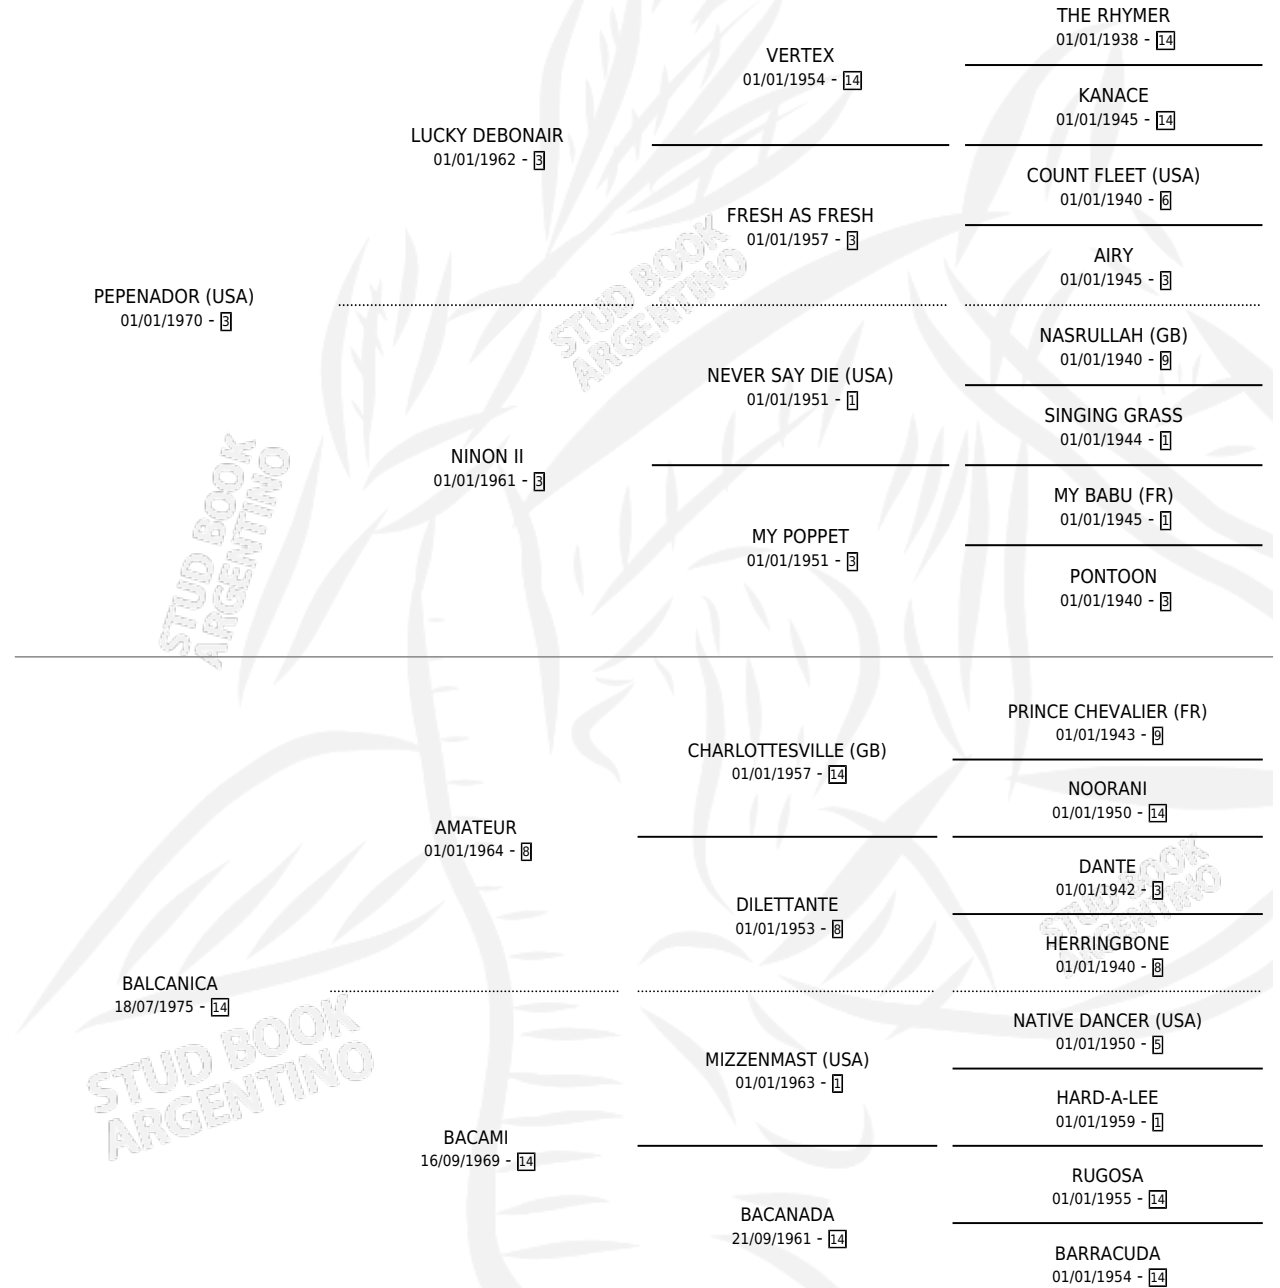 THE RHYMER
01/01/1938 - 14
VERTEX
01/01/1954 - 14
KANACE
01/01/1945 - 14
LUCKY DEBONAIR
01/01/1962 - 3
COUNT FLEET (USA)
01/01/1940 - 6
FRESH AS FRESH
01/01/1957 - 3
AIRY
01/01/1945 - 3
PEPENADOR (USA)
01/01/1970 - 3
STUD BOOK
ARGENTINO
NASRULLAH (GB)
01/01/1940 - 9
NEVER SAY DIE (USA)
01/01/1951 - 1
SINGING GRASS
01/01/1944 - 1
NINON II
01/01/1961 - 3
MY BABU (FR)
01/01/1945 - 1
MY POPPET
01/01/1951 - 3
PONTOON
01/01/1940 - 3
STUD BOOK
ARGENTINO
PRINCE CHEVALIER (FR)
01/01/1943 - 9
CHARLOTTESVILLE (GB)
01/01/1957 - 14
NOORANI
01/01/1950 - 14
AMATEUR
01/01/1964 - 8
DANTE
01/01/1942 - 3
DILETTANTE
01/01/1953 - 8
STUD BOOK
ARGENTINO
HERRINGBONE
01/01/1940 - 8
BALCANICA
18/07/1975 - 14
NATIVE DANCER (USA)
01/01/1950 - 5
MIZZENMAST (USA)
01/01/1963 - 1
STUD BOOK
ARGENTINO
HARD-A-LEE
01/01/1959 - 1
BACAMI
16/09/1969 - 14
RUGOSA
01/01/1955 - 14
BACANADA
21/09/1961 - 14
BARRACUDA
01/01/1954 - 14